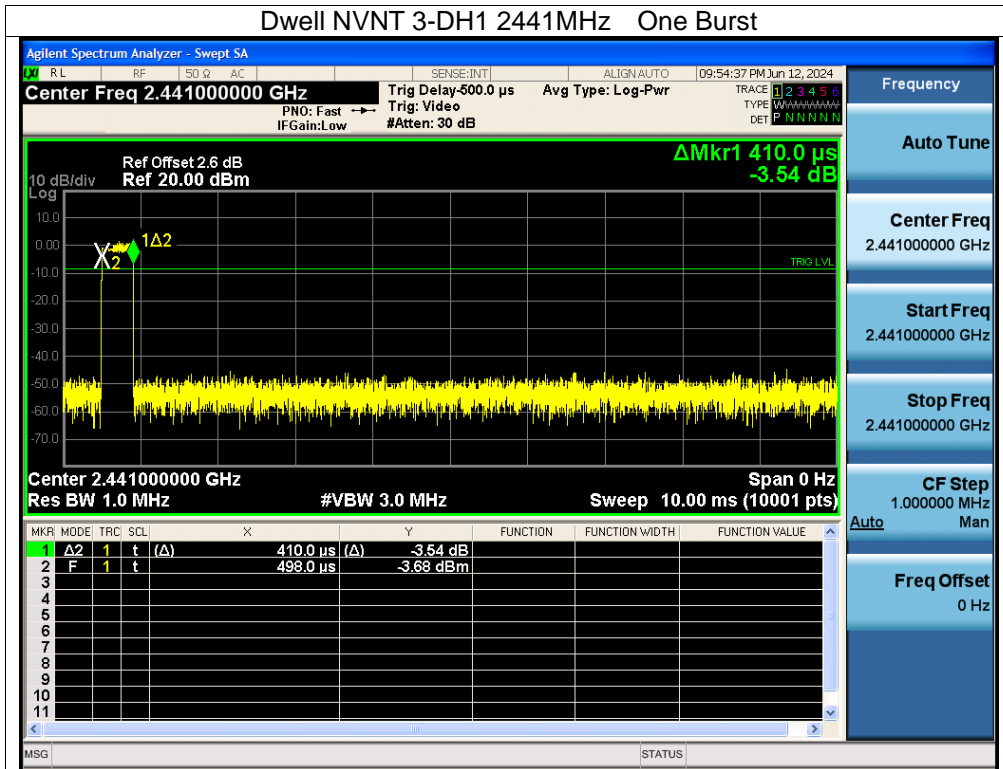 Dwell NVNT 3-DH1 2441MHz One Burst
Agilent Spectrum Analyzer - Swept SA
LXI RL RF 50 Ω AC SENSE:INT ALIGN AUTO 09:54:37 PM Jun 12, 2024
Center Freq 2.441000000 GHz
PNO: Fast
IFGain:Low
Trig Delay-500.0 µs
Trig: Video
#Atten: 30 dB
Avg Type: Log-Pwr
TRACE 1 2 3 4 5 6
TYPE WWWWWW
DET P N N N N N
Frequency
Auto Tune
Center Freq
2.441000000 GHz
Start Freq
2.441000000 GHz
Stop Freq
2.441000000 GHz
CF Step
1.000000 MHz
Auto Man
Freq Offset
0 Hz
ΔMkr1 410.0 µs
-3.54 dB
Ref Offset 2.6 dB
10 dB/div Ref 20.00 dBm
Log
10.0
0.00
-10.0
-20.0
-30.0
-40.0
-50.0
-60.0
-70.0
1Δ2
2
TRIG LVL
Center 2.441000000 GHz Span 0 Hz
Res BW 1.0 MHz #VBW 3.0 MHz Sweep 10.00 ms (10001 pts)
MKR MODE TRC SCL X Y FUNCTION FUNCTION WIDTH FUNCTION VALUE
1 Δ2 1 t (Δ) 410.0 µs (Δ) -3.54 dB
2 F 1 t 498.0 µs -3.68 dBm
3
4
5
6
7
8
9
10
11
MSG STATUS